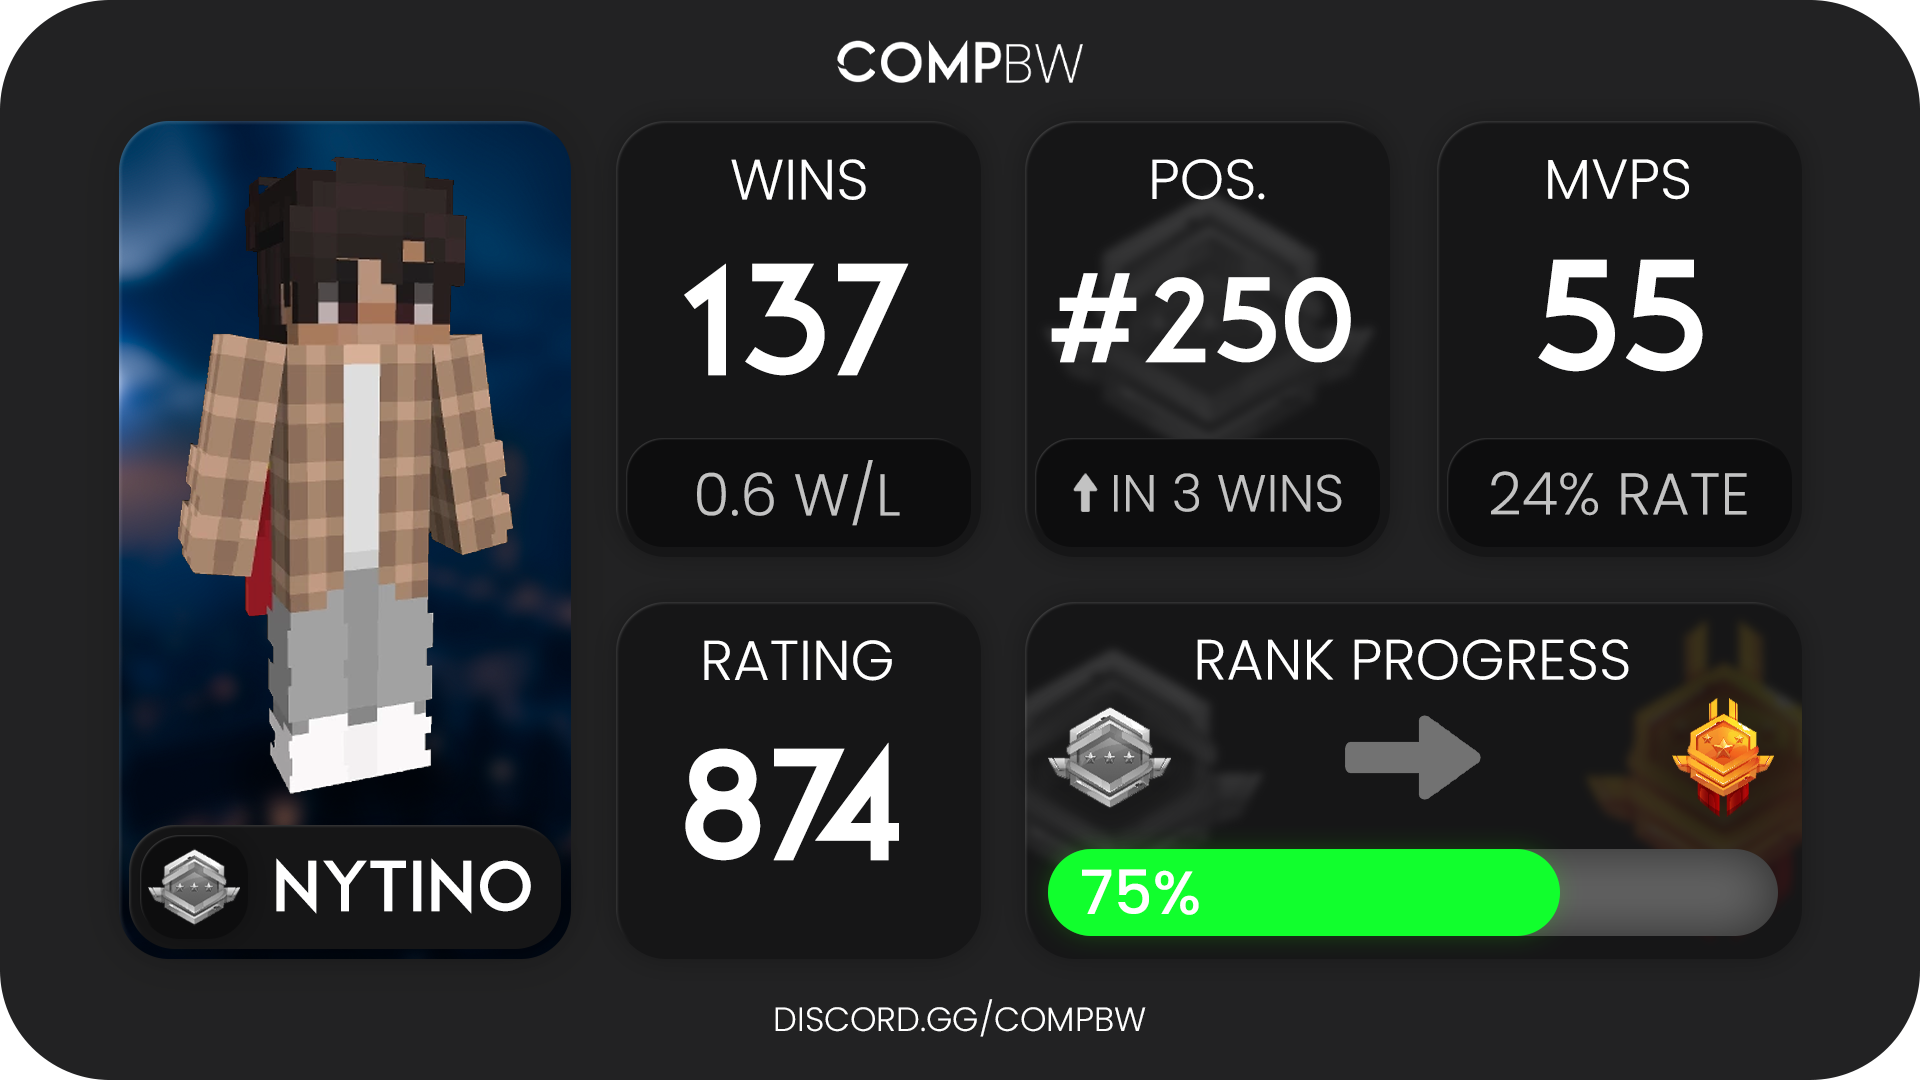 COMPBW
WINS
137
0.6 W/L
POS.
#250
IN 3 WINS
MVPS
55
24% RATE
NYTINO
RATING
874
RANK PROGRESS
75%
DISCORD.GG/COMPBW